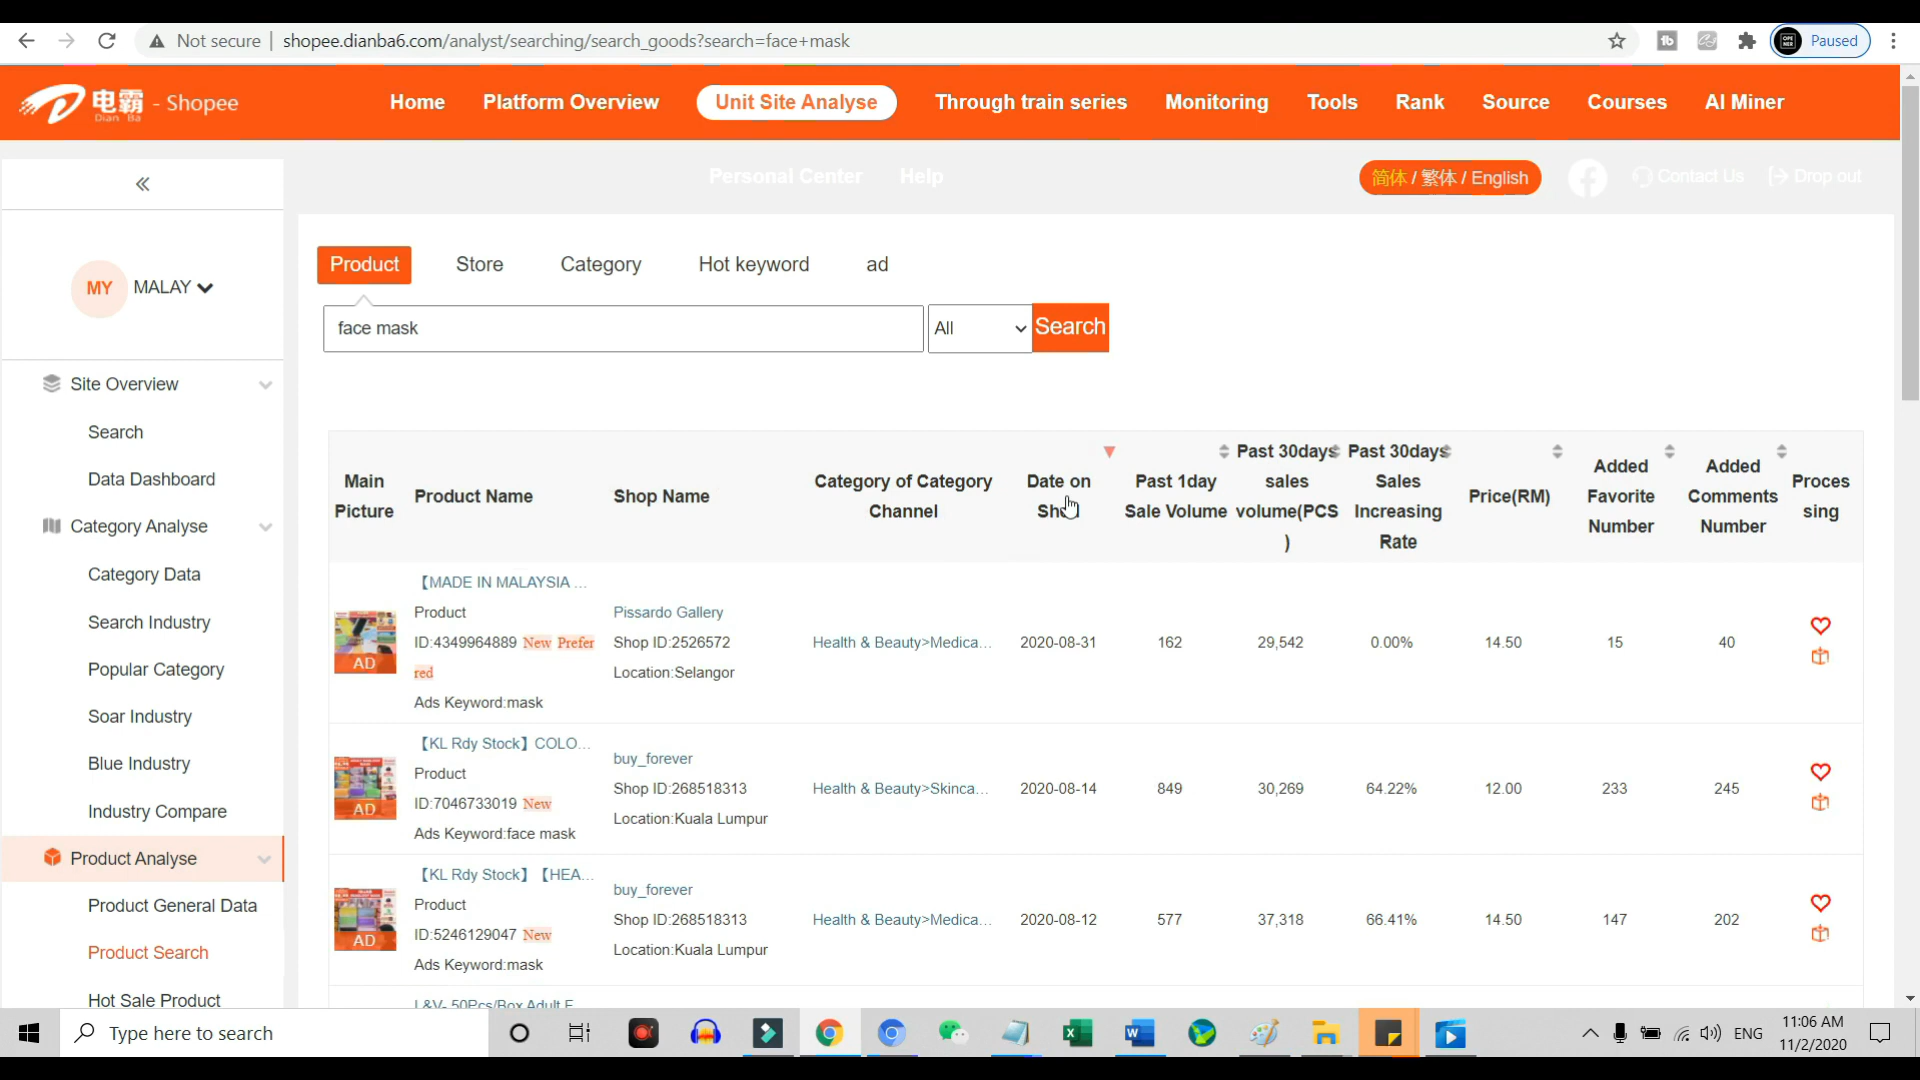 Not secure
shopee.dianba6.com/analyst/searching/search_goods?search=face+mask
Paused
电霸
Dian Ba
- Shopee
Home
Platform Overview
Unit Site Analyse
Through train series
Monitoring
Tools
Rank
Source
Courses
AI Miner
Personal Center
Help
简体 / 繁体 / English
Contact Us
Drop out
MY
MALAY
Site Overview
Search
Data Dashboard
Category Analyse
Category Data
Search Industry
Popular Category
Soar Industry
Blue Industry
Industry Compare
Product Analyse
Product General Data
Product Search
Hot Sale Product
Product
Store
Category
Hot keyword
ad
face mask
All
Search
Main
Picture
Product Name
Shop Name
Category of Category
Channel
Date on
Past 1day
Sale Volume
Past 30days
sales
volume(PCS
)
Past 30days
Sales
Increasing
Rate
Price(RM)
Added
Favorite
Number
Added
Comments
Number
Proces
sing
AD
【MADE IN MALAYSIA ...
Product
ID:4349964889 New Prefer
red
Ads Keyword:mask
Pissardo Gallery
Shop ID:2526572
Location:Selangor
Health & Beauty>Medica...
2020-08-31
162
29,542
0.00%
14.50
15
40
AD
【KL Rdy Stock】COLO...
Product
ID:7046733019 New
Ads Keyword:face mask
buy_forever
Shop ID:268518313
Location:Kuala Lumpur
Health & Beauty>Skinca...
2020-08-14
849
30,269
64.22%
12.00
233
245
AD
【KL Rdy Stock】【HEA...
Product
ID:5246129047 New
Ads Keyword:mask
buy_forever
Shop ID:268518313
Location:Kuala Lumpur
Health & Beauty>Medica...
2020-08-12
577
37,318
66.41%
14.50
147
202
Type here to search
ENG
11:06 AM
11/2/2020